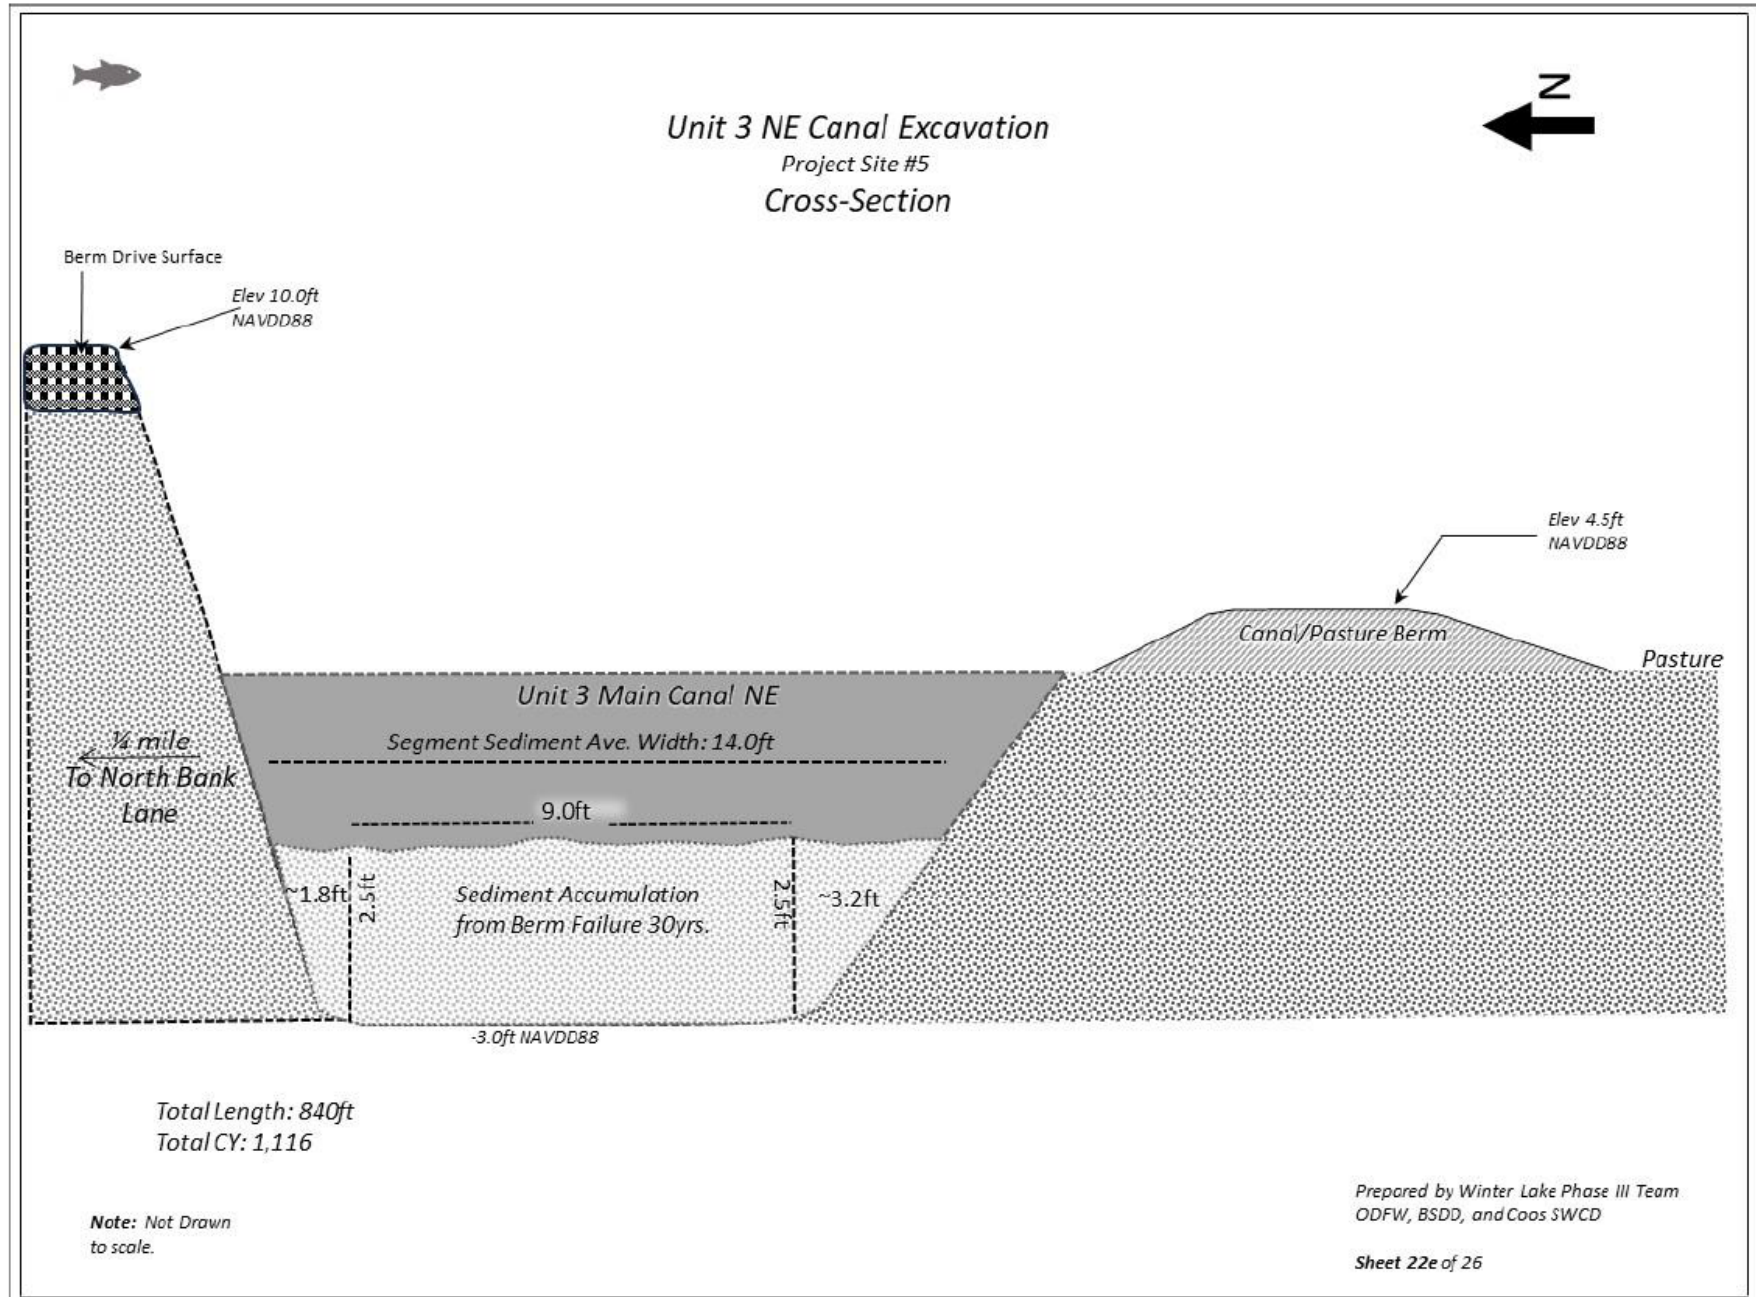 N
Unit 3 NE Canal Excavation
Project Site #5
Cross-Section
Berm Drive Surface
Elev 10.0ft
NAVDD88
Elev 4.5ft
NAVDD88
Canal/Pasture Berm
Pasture
Unit 3 Main Canal NE
Segment Sediment Ave. Width: 14.0ft
¼ mile
To North Bank
Lane
9.0ft
~1.8ft
2.5ft
Sediment Accumulation
from Berm Failure 30yrs.
2.5ft
~3.2ft
-3.0ft NAVDD88
Total Length: 840ft
Total CY: 1,116
Note: Not Drawn
to scale.
Prepared by Winter Lake Phase III Team
ODFW, BSDD, and Coos SWCD
Sheet 22e of 26